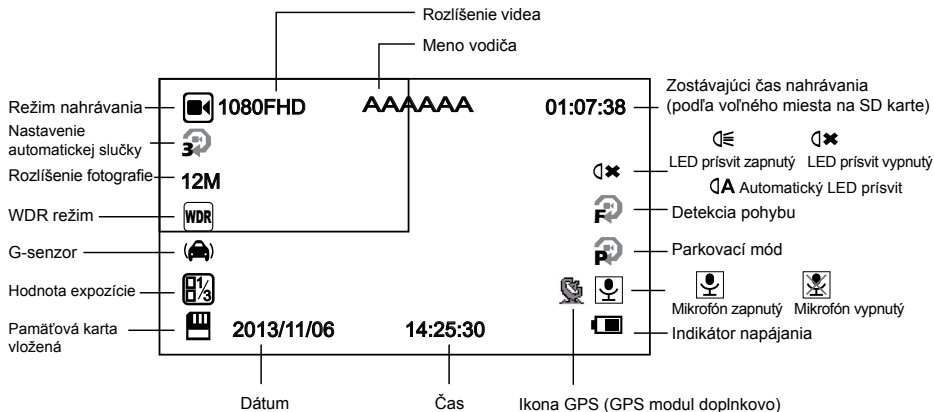 Rozlíšenie videa
Meno vodiča
Režim nahrávania
1080FHD
AAAAAA
01:07:38
Zostávajúci čas nahrávania
(podľa voľného miesta na SD karte)
Nastavenie
automatickej slučky
3
LED prísvit zapnutý
LED prísvit vypnutý
A Automatický LED prísvit
Rozlíšenie fotografie
12M
WDR režim
WDR
F
Detekcia pohybu
G-senzor
P
Parkovací mód
Hodnota expozície
1/3
Mikrofón zapnutý
Mikrofón vypnutý
Pamäťová karta
vložená
2013/11/06
14:25:30
Indikátor napájania
Dátum
Čas
Ikona GPS (GPS modul doplnkovo)